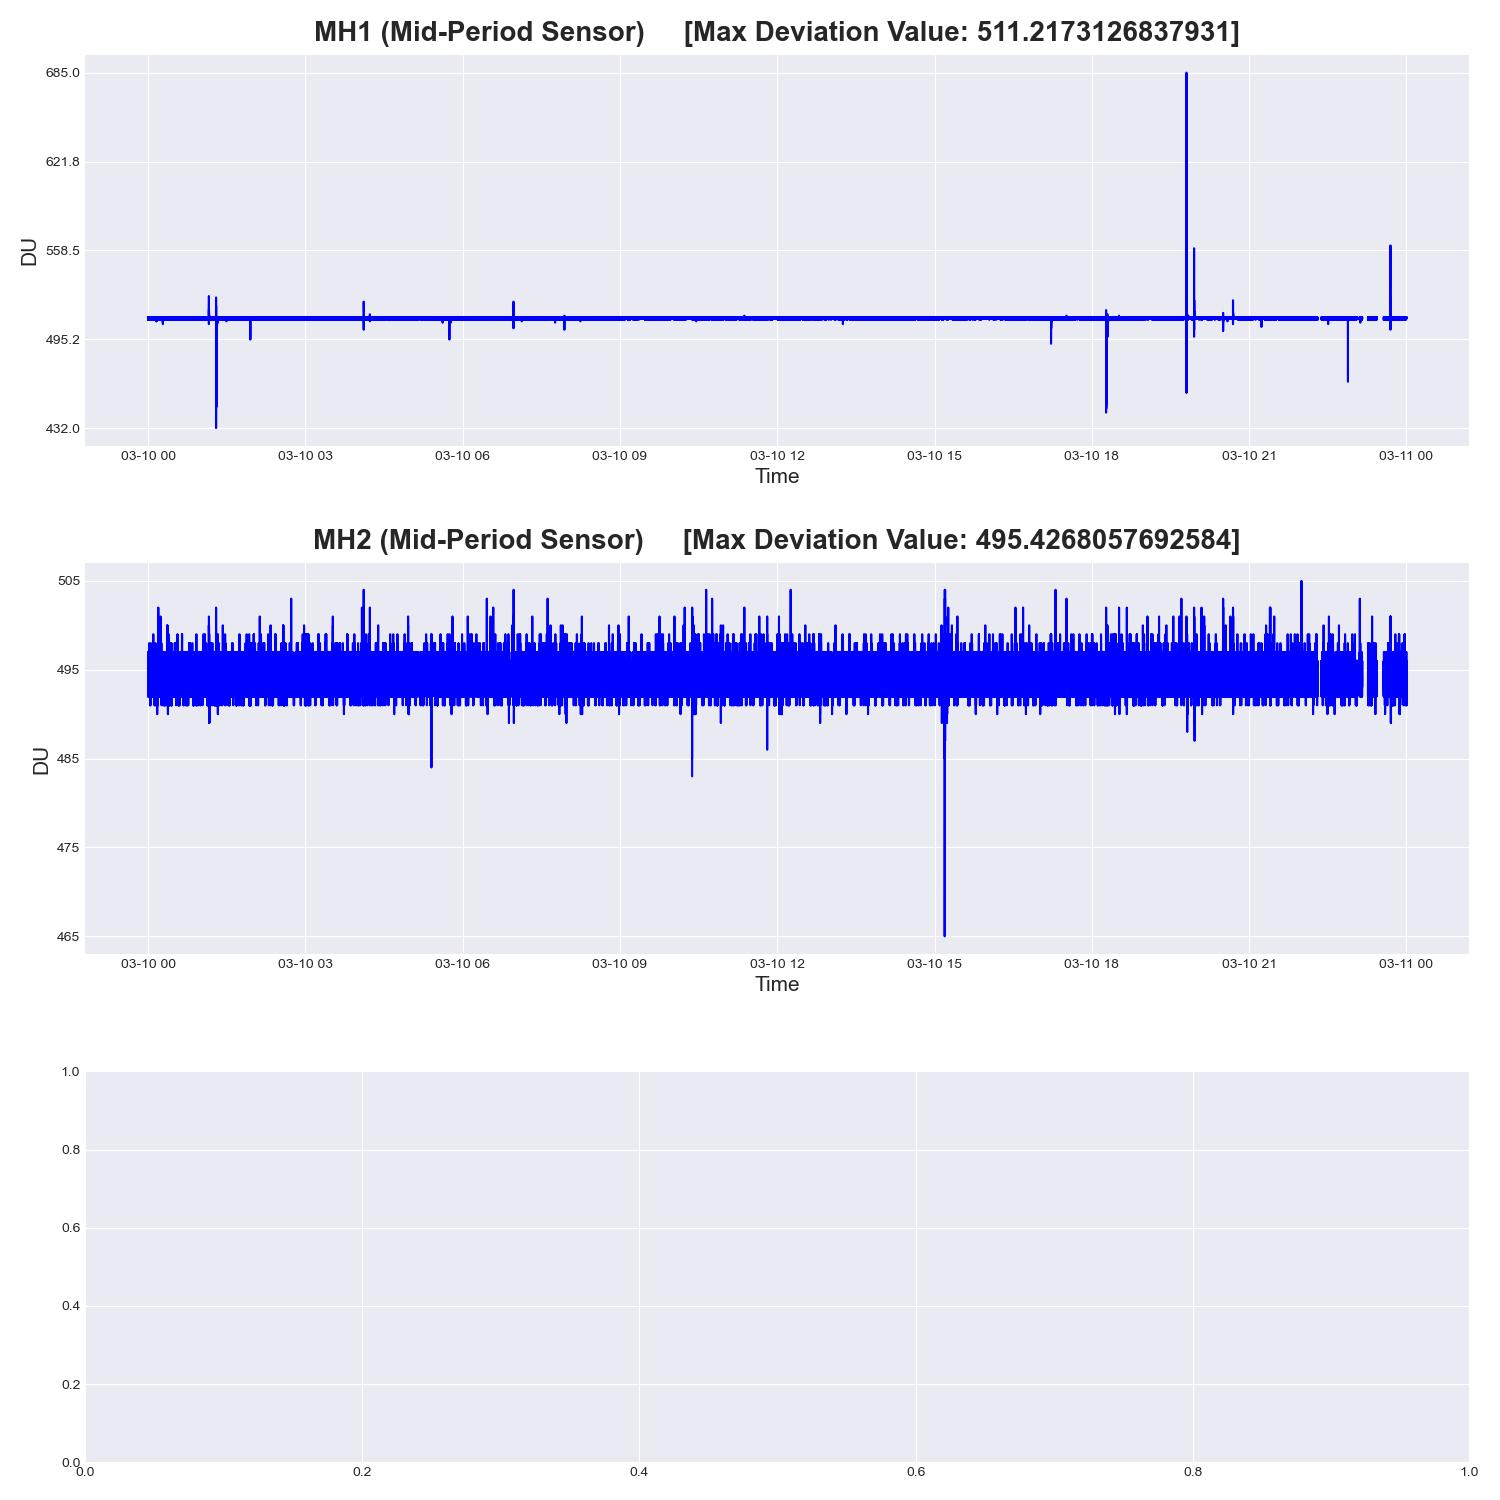 MH1 (Mid-Period Sensor) [Max Deviation Value: 511.2173126837931]
685.0
621.8
558.5
495.2
432.0
DU
03-10 00 03-10 03 03-10 06 03-10 09 03-10 12 03-10 15 03-10 18 03-10 21 03-11 00
Time
MH2 (Mid-Period Sensor) [Max Deviation Value: 495.4268057692584]
505
495
485
475
465
DU
03-10 00 03-10 03 03-10 06 03-10 09 03-10 12 03-10 15 03-10 18 03-10 21 03-11 00
Time
1.0
0.8
0.6
0.4
0.2
0.0
0.0 0.2 0.4 0.6 0.8 1.0